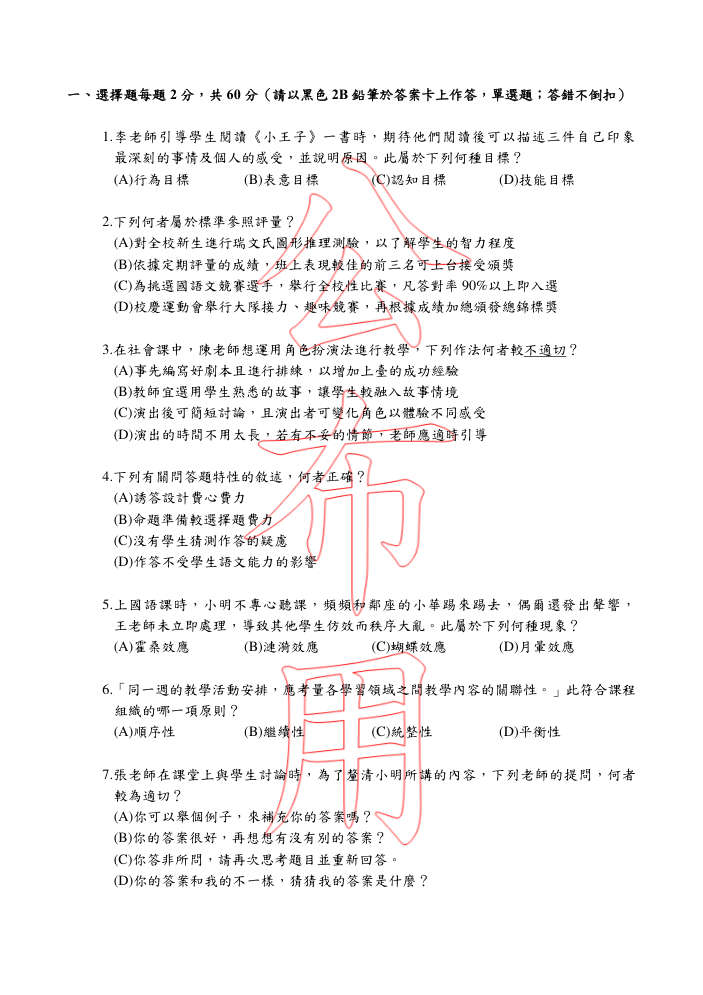 一、選擇題每題 2 分，共 60 分（請以黑色 2B 鉛筆於答案卡上作答，單選題；答錯不倒扣）
1.李老師引導學生閱讀《小王子》一書時，期待他們閱讀後可以描述三件自己印象
最深刻的事情及個人的感受，並說明原因。此屬於下列何種目標？
(A)行為目標 (B)表意目標 (C)認知目標 (D)技能目標
2.下列何者屬於標準參照評量？
(A)對全校新生進行瑞文氏圖形推理測驗，以了解學生的智力程度
(B)依據定期評量的成績，班上表現較佳的前三名可上台接受頒獎
(C)為挑選國語文競賽選手，舉行全校性比賽，凡答對率 90%以上即入選
(D)校慶運動會舉行大隊接力、趣味競賽，再根據成績加總頒發總錦標獎
3.在社會課中，陳老師想運用角色扮演法進行教學，下列作法何者較不適切？
(A)事先編寫好劇本且進行排練，以增加上臺的成功經驗
(B)教師宜選用學生熟悉的故事，讓學生較融入故事情境
(C)演出後可簡短討論，且演出者可變化角色以體驗不同感受
(D)演出的時間不用太長，若有不妥的情節，老師應適時引導
4.下列有關問答題特性的敘述，何者正確？
(A)誘答設計費心費力
(B)命題準備較選擇題費力
(C)沒有學生猜測作答的疑慮
(D)作答不受學生語文能力的影響
5.上國語課時，小明不專心聽課，頻頻和鄰座的小華踢來踢去，偶爾還發出聲響，
王老師未立即處理，導致其他學生仿效而秩序大亂。此屬於下列何種現象？
(A)霍桑效應 (B)漣漪效應 (C)蝴蝶效應 (D)月暈效應
6.「同一週的教學活動安排，應考量各學習領域之間教學內容的關聯性。」此符合課程
組織的哪一項原則？
(A)順序性 (B)繼續性 (C)統整性 (D)平衡性
7.張老師在課堂上與學生討論時，為了釐清小明所講的內容，下列老師的提問，何者
較為適切？
(A)你可以舉個例子，來補充你的答案嗎？
(B)你的答案很好，再想想有沒有別的答案？
(C)你答非所問，請再次思考題目並重新回答。
(D)你的答案和我的不一樣，猜猜我的答案是什麼？
公布用